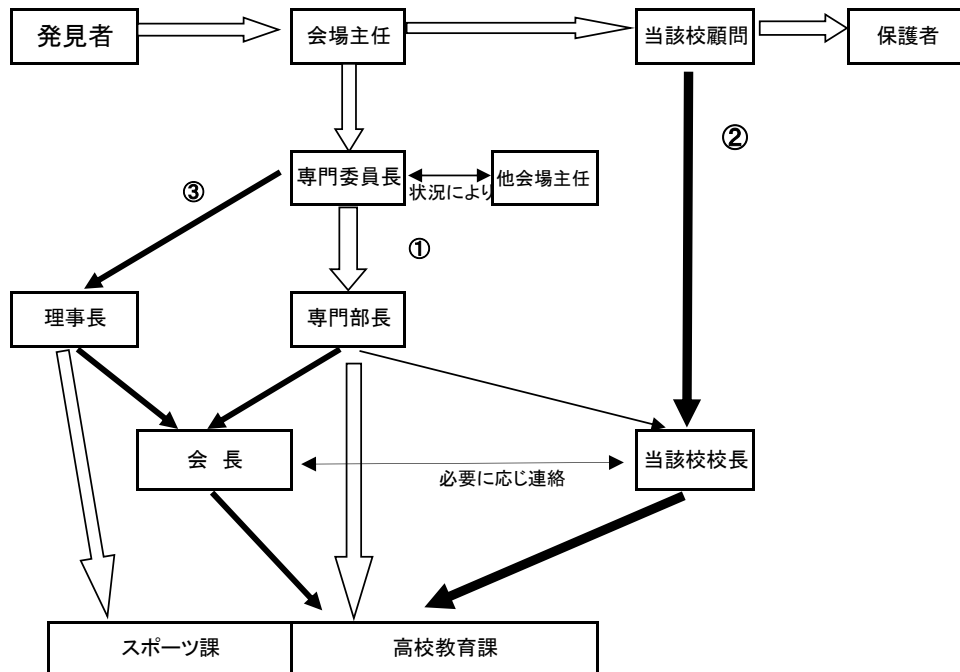 発見者
会場主任
当該校顧問
保護者
②
専門委員長
状況により
他会場主任
③
①
理事長
専門部長
会 長
必要に応じ連絡
当該校校長
スポーツ課
高校教育課